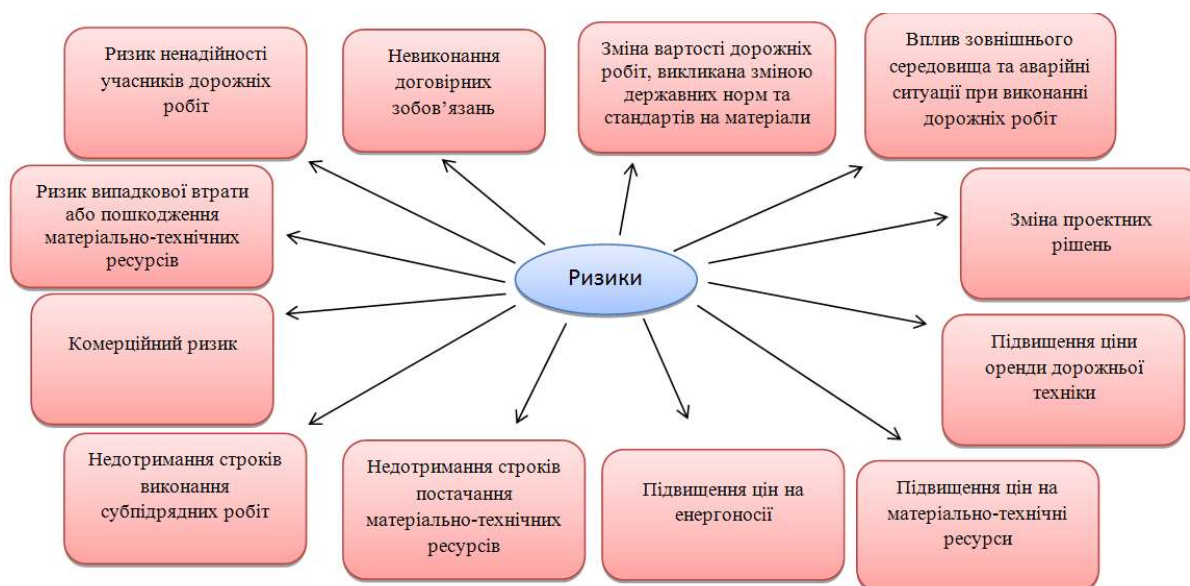 Ризик ненадійності
учасників дорожніх
робіт
Невиконання
договірних
зобов’язань
Зміна вартості дорожніх
робіт, викликана зміною
державних норм та
стандартів на матеріали
Вплив зовнішнього
середовища та аварійні
ситуації при виконанні
дорожніх робіт
Ризик випадкової втрати
або пошкодження
матеріально-технічних
ресурсів
Зміна проектних
рішень
Ризики
Комерційний ризик
Підвищення ціни
оренди дорожньої
техніки
Недотримання строків
виконання
субпідрядних робіт
Недотримання строків
постачання
матеріально-технічних
ресурсів
Підвищення цін на
енергоносії
Підвищення цін на
матеріально-технічні
ресурси